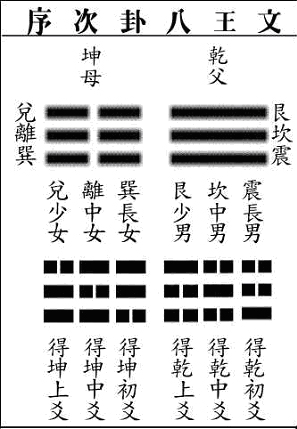 文王八卦次序
乾父
坤母
艮
坎
震
兌
離
巽
震長男
坎中男
艮少男
巽長女
離中女
兌少女
得乾初爻
得乾中爻
得乾上爻
得坤初爻
得坤中爻
得坤上爻